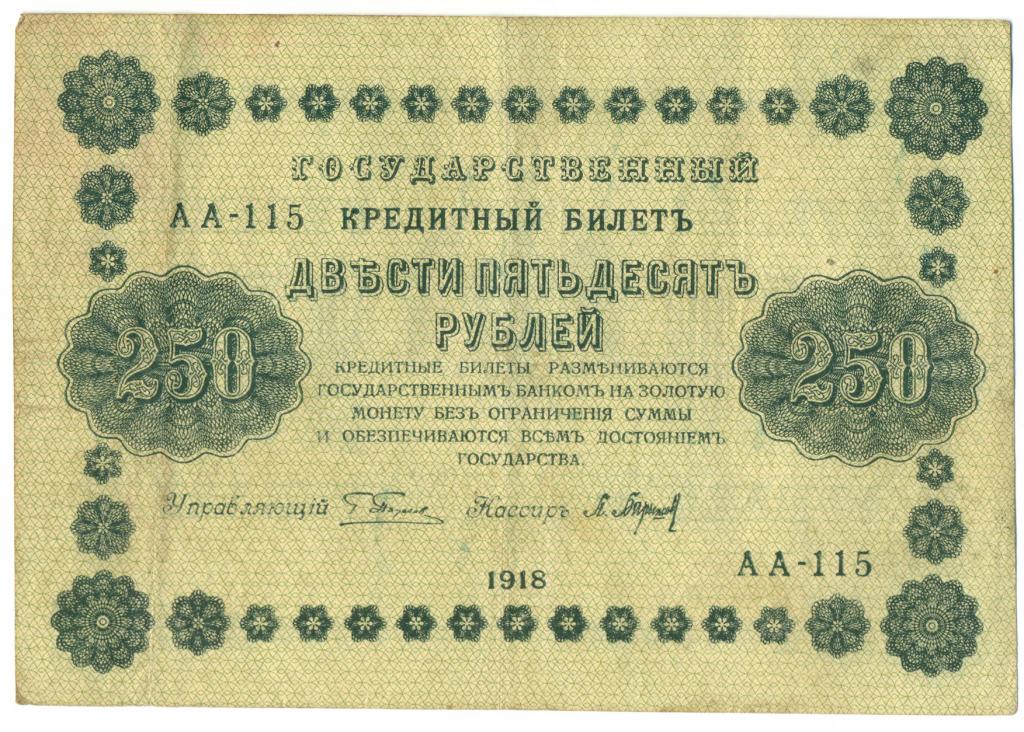 ГОСУДАРСТВЕННЫЙ
АА-115 КРЕДИТНЫЙ БИЛЕТЪ
ДВѢСТИ ПЯТЬДЕСЯТЪ
РУБЛЕЙ
250 250
КРЕДИТНЫЕ БИЛЕТЫ РАЗМѢНИВАЮТСЯ
ГОСУДАРСТВЕННЫМЪ БАНКОМЪ НА ЗОЛОТУЮ
МОНЕТУ БЕЗЪ ОГРАНИЧЕНІЯ СУММЫ
И ОБЕЗПЕЧИВАЮТСЯ ВСѢМЪ ДОСТОЯНІЕМЪ
ГОСУДАРСТВА.
Управляющій Кассиръ
АА-115
1918